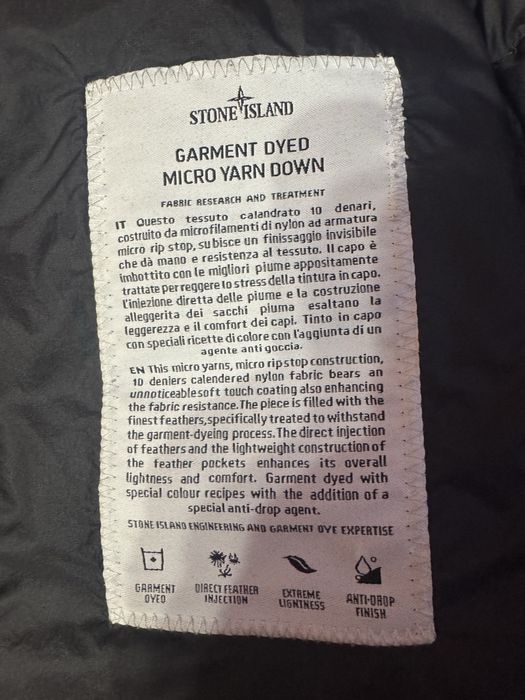 STONE ISLAND
GARMENT DYED
MICRO YARN DOWN
FABRIC RESEARCH AND TREATMENT
IT Questo tessuto calandrato 10 denari,
costruito da microfilamenti di nylon ad armatura
micro rip stop, subisce un finissaggio invisibile
che dà mano e resistenza al tessuto. Il capo è
imbottito con le migliori piume appositamente
trattate per reggere lo stress della tintura in capo.
L'iniezione diretta delle piume e la costruzione
alleggerita dei sacchi piuma esaltano la
leggerezza e il comfort dei capi. Tinto in capo
con speciali ricette di colore con l'aggiunta di un
agente anti goccia.
EN This micro yarns, micro ripstop construction,
10 deniers calendered nylon fabric bears an
unnoticeable soft touch coating also enhancing
the fabric resistance. The piece is filled with the
finest feathers, specifically treated to withstand
the garment-dyeing process. The direct injection
of feathers and the lightweight construction of
the feather pockets enhances its overall
lightness and comfort. Garment dyed with
special colour recipes with the addition of a
special anti-drop agent.
STONE ISLAND ENGINEERING AND GARMENT DYE EXPERTISE
GARMENT DYED
DIRECT FEATHER INJECTION
EXTREME LIGHTNESS
ANTI-DROP FINISH